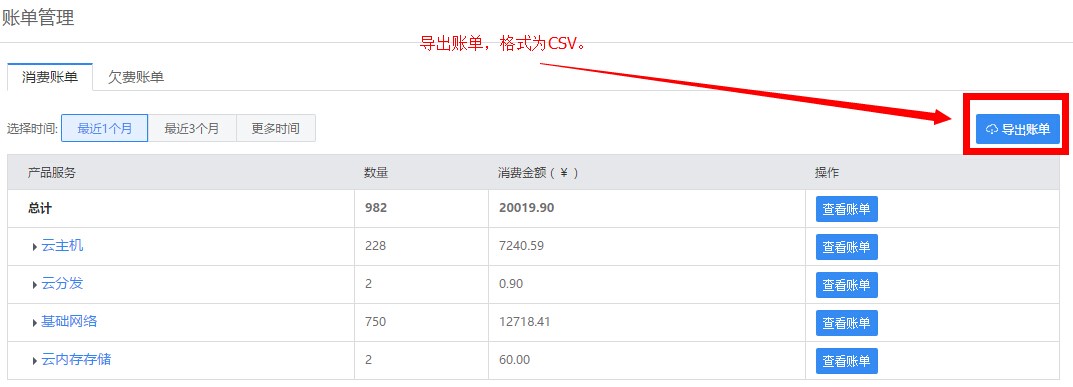 账单管理
导出账单，格式为CSV。
消费账单 欠费账单
选择时间: 最近1个月 最近3个月 更多时间 导出账单
产品服务 数量 消费金额 ( ¥ ) 操作
总计 982 20019.90 查看账单
云主机 228 7240.59 查看账单
云分发 2 0.90 查看账单
基础网络 750 12718.41 查看账单
云内存存储 2 60.00 查看账单